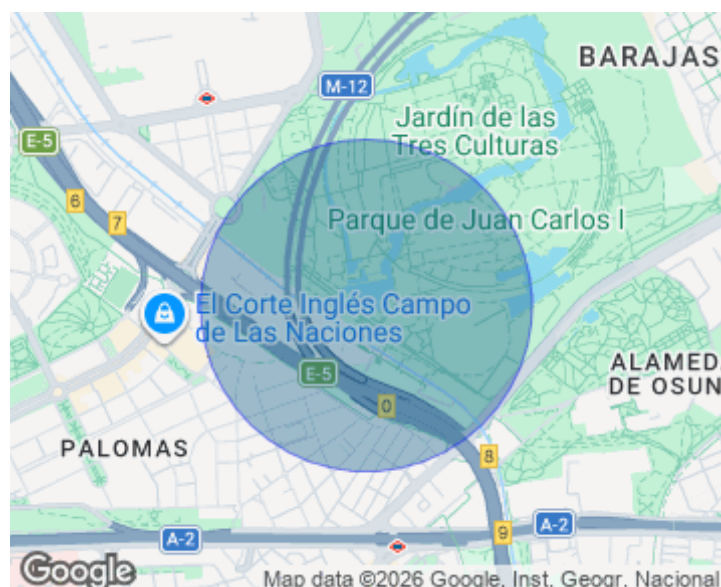 BARAJAS
M-12
Jardín de las
Tres Culturas
E-5
6
7
Parque de Juan Carlos I
El Corte Inglés Campo
de Las Naciones
E-5
ALAMEDA
DE OSUN
0
PALOMAS
8
A-2
9
A-2
Google
Map data ©2026 Google, Inst. Geogr. Nacional